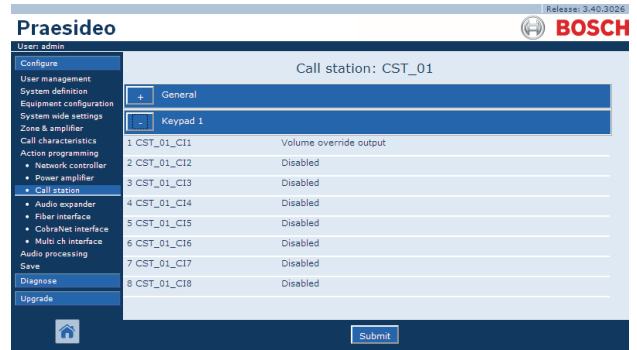 Release: 3.40.3026
Praesideo
BOSCH
User: admin
Configure
User management
System definition
Equipment configuration
System wide settings
Zone & amplifier
Call characteristics
Action programming
• Network controller
• Power amplifier
• Call station
• Audio expander
• Fiber interface
• CobraNet interface
• Multi ch interface
Audio processing
Save
Diagnose
Upgrade
Call station: CST_01
+ General
- Keypad 1
1 CST_01_CI1 Volume override output
2 CST_01_CI2 Disabled
3 CST_01_CI3 Disabled
4 CST_01_CI4 Disabled
5 CST_01_CI5 Disabled
6 CST_01_CI6 Disabled
7 CST_01_CI7 Disabled
8 CST_01_CI8 Disabled
Submit